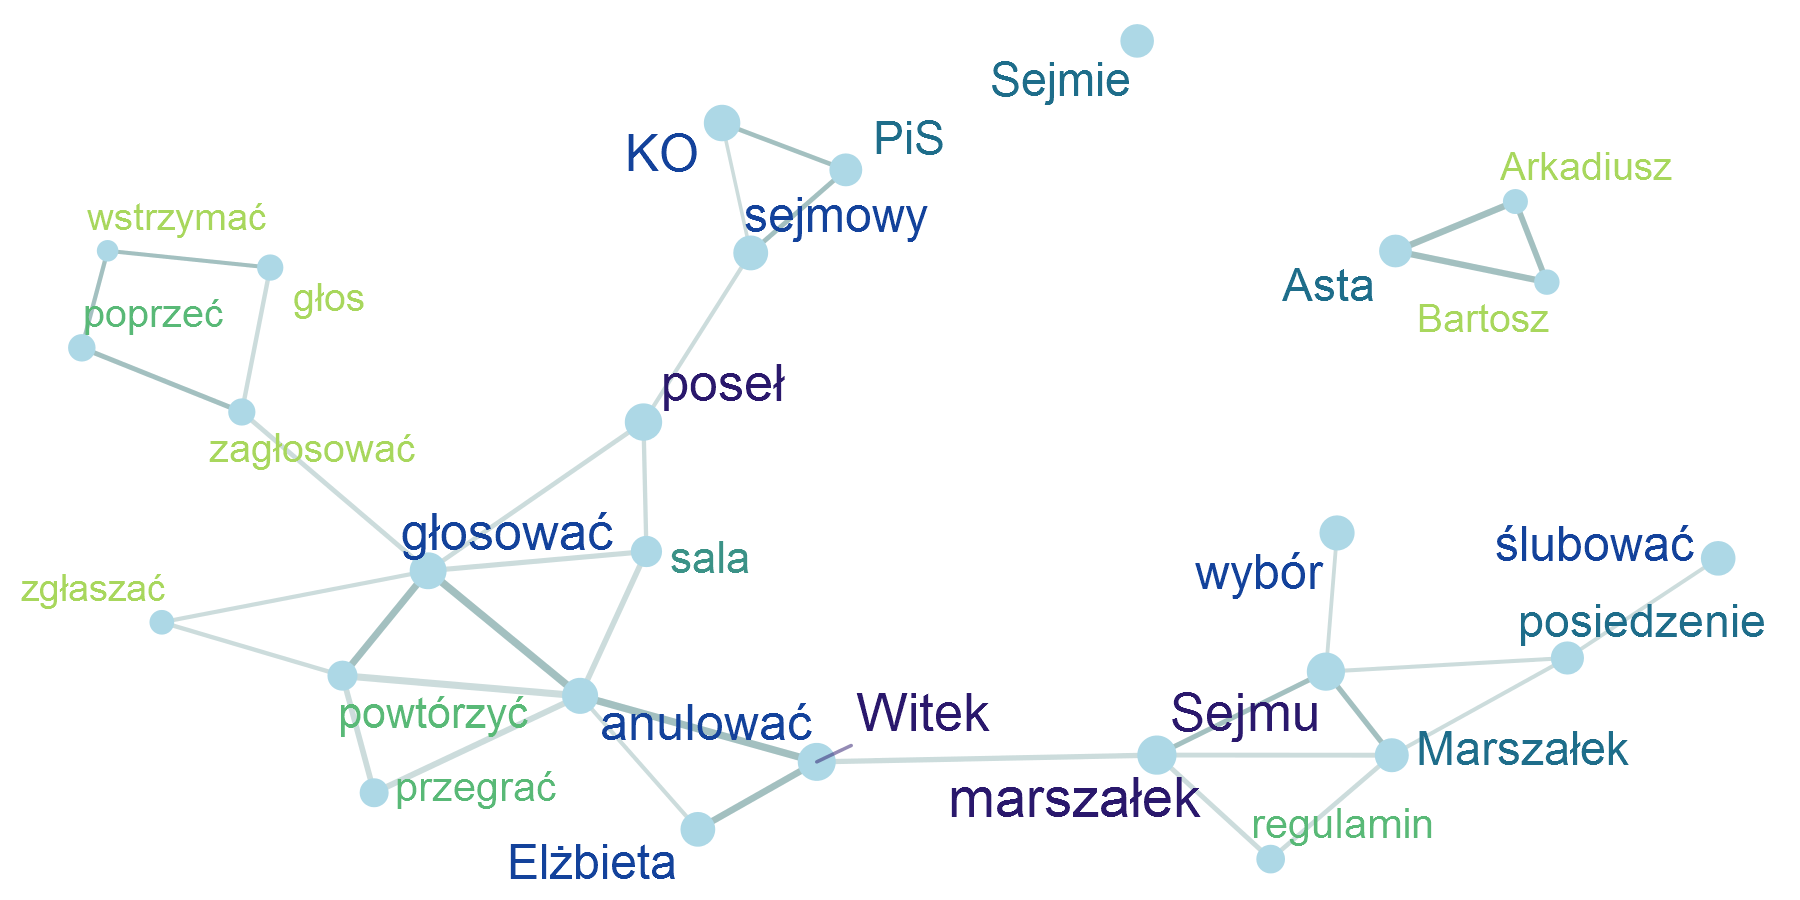 Sejmie
KO
PiS
Arkadiusz
wstrzymać
sejmowy
Asta
głos
poprzeć
Bartosz
poseł
zagłosować
głosować
sala
wybór
ślubować
zgłaszać
posiedzenie
powtórzyć
anulować
Witek
Sejmu
Marszałek
przegrać
marszałek
regulamin
Elżbieta